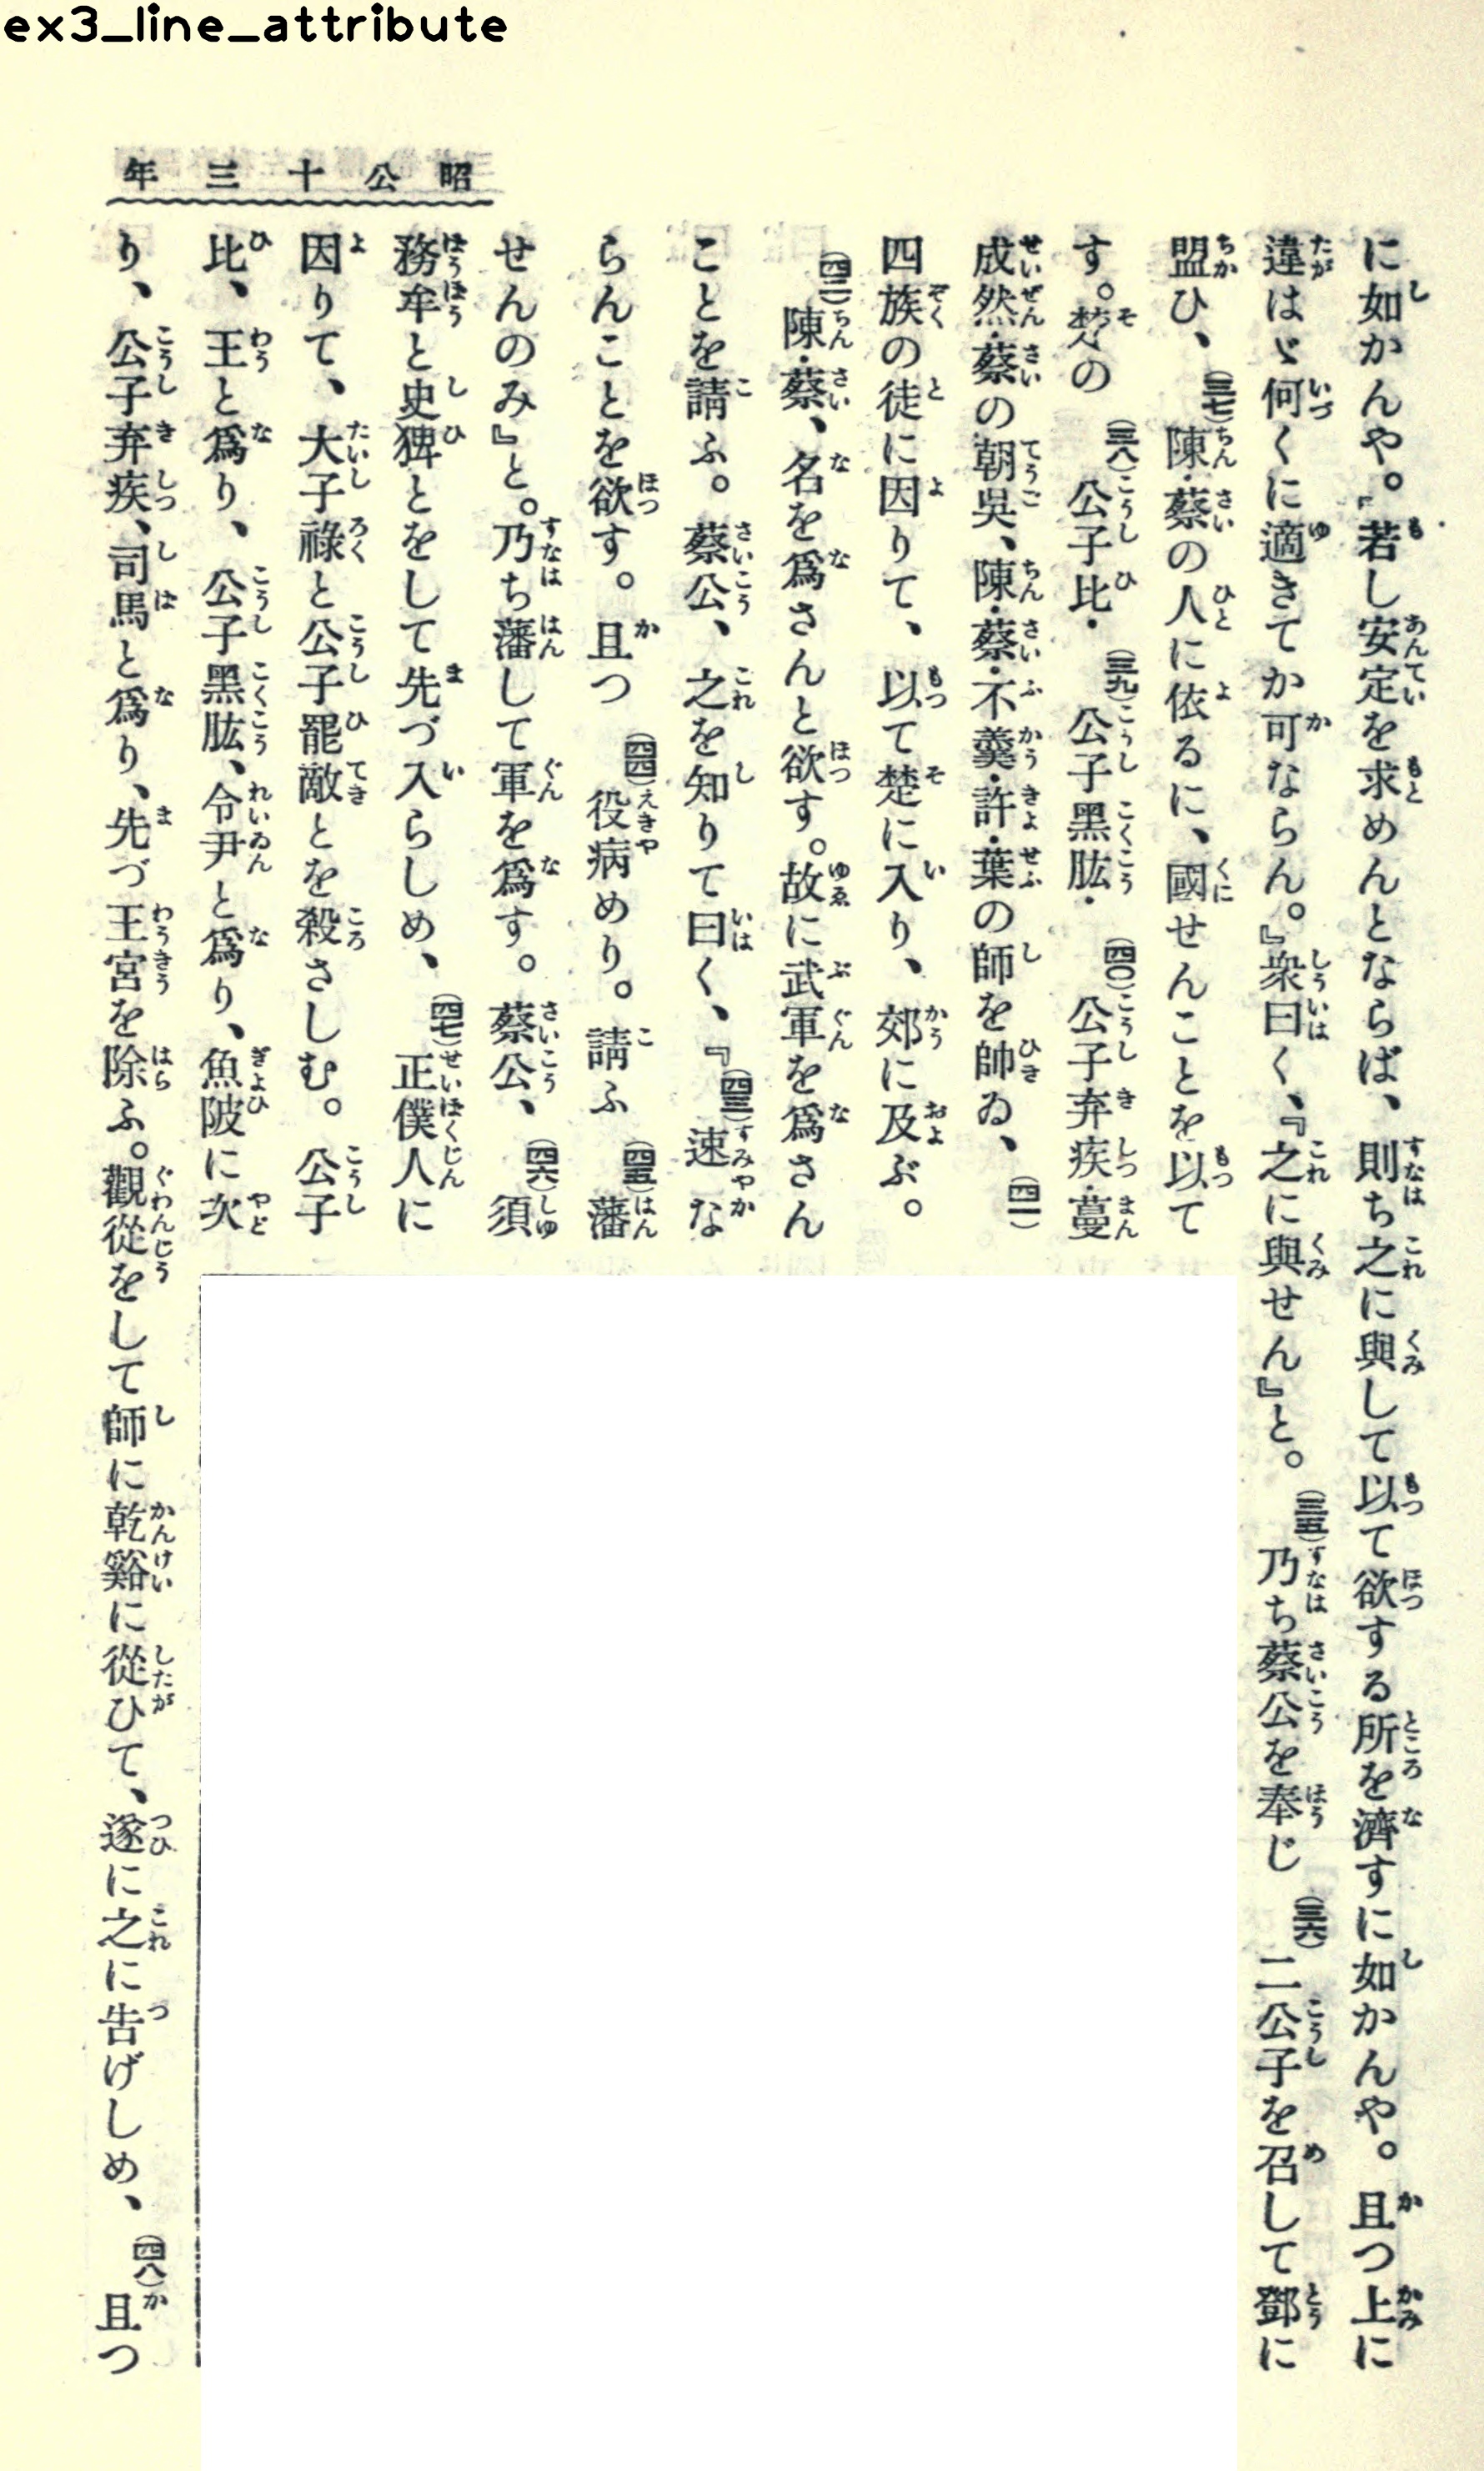 ex3_line_attribute
昭公十三年
に如かんや。『若し安定を求めんとならば、則ち之に與して以て欲する所を濟すに如かんや。且つ上に
違はゞ何くに適きてか可ならん。』衆曰く、『之に與せん』と。(三五)乃ち蔡公を奉じ(三六)二公子を召して鄧に
盟ひ、(三七)陳・蔡の人に依るに、國せんことを以て
す。楚の(三八)公子比・(三九)公子黑肱・(四〇)公子弃疾・蔓
成然・蔡の朝吳、陳・蔡・不羹・許・葉の師を帥ゐ、(四一)
四族の徒に因りて、以て楚に入り、郊に及ぶ。
(四二)陳・蔡、名を爲さんと欲す。故に武軍を爲さん
ことを請ふ。蔡公、之を知りて曰く、『(四三)速な
らんことを欲す。且つ(四四)役病めり。請ふ(四五)藩
せんのみ』と。乃ち藩して軍を爲す。蔡公、(四六)須
務牟と史猈とをして先づ入らしめ、(四七)正僕人に
因りて、大子祿と公子罷敵とを殺さしむ。公子
比、王と爲り、公子黑肱、令尹と爲り、魚陂に次
り、公子弃疾、司馬と爲り、先づ王宮を除ふ。觀從をして師に乾谿に從ひて、遂に之に告げしめ、(四八)且つ